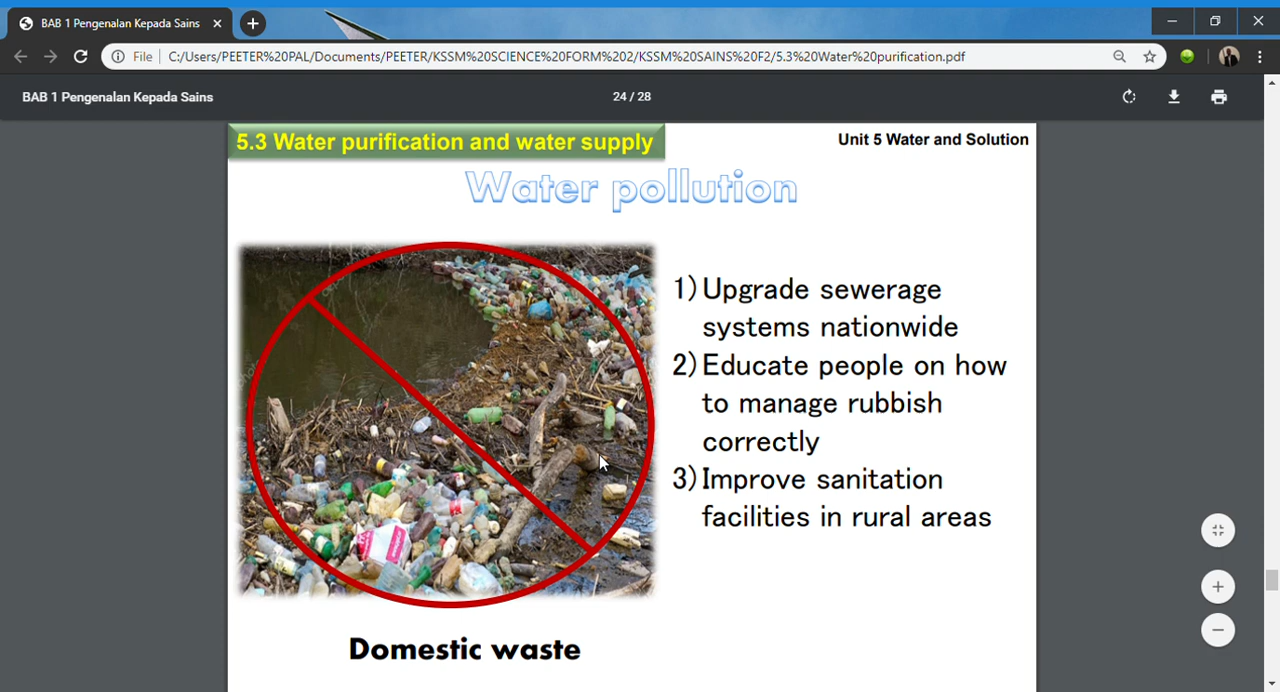 BAB 1 Pengenalan Kepada Sains
File
C:/Users/PEETER%20PAL/Documents/PEETER/KSSM%20SCIENCE%20FORM%202/KSSM%20SAINS%20F2/5.3%20Water%20purification.pdf
BAB 1 Pengenalan Kepada Sains
24 / 28
5.3 Water purification and water supply
Unit 5 Water and Solution
Water pollution
1) Upgrade sewerage
systems nationwide
2) Educate people on how
to manage rubbish
correctly
3) Improve sanitation
facilities in rural areas
Domestic waste